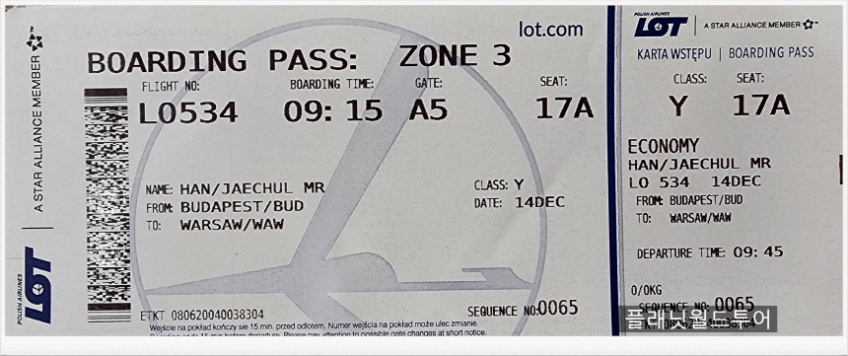 A STAR ALLIANCE MEMBER
POLISH AIRLINES
LOT
lot.com
BOARDING PASS: ZONE 3
FLIGHT NO: BOARDING TIME: GATE: SEAT:
LO534 09:15 A5 17A
NAME: HAN/JAECHUL MR
FROM: BUDAPEST/BUD
TO: WARSAW/WAW
CLASS: Y
DATE: 14DEC
ETKT 080620040038304
SEQUENCE NO:0065
Wejście na pokład kończy się 15 min. przed odlotem. Numer wejścia na pokład może ulec zmianie.
POLISH AIRLINES
LOT | A STAR ALLIANCE MEMBER
KARTA WSTĘPU | BOARDING PASS
CLASS: SEAT:
Y 17A
ECONOMY
HAN/JAECHUL MR
LO 534 14DEC
FROM: BUDAPEST/BUD
TO: WARSAW/WAW
DEPARTURE TIME: 09:45
0/0KG
SEQUENCE NO: 0065
플래닛월드투어